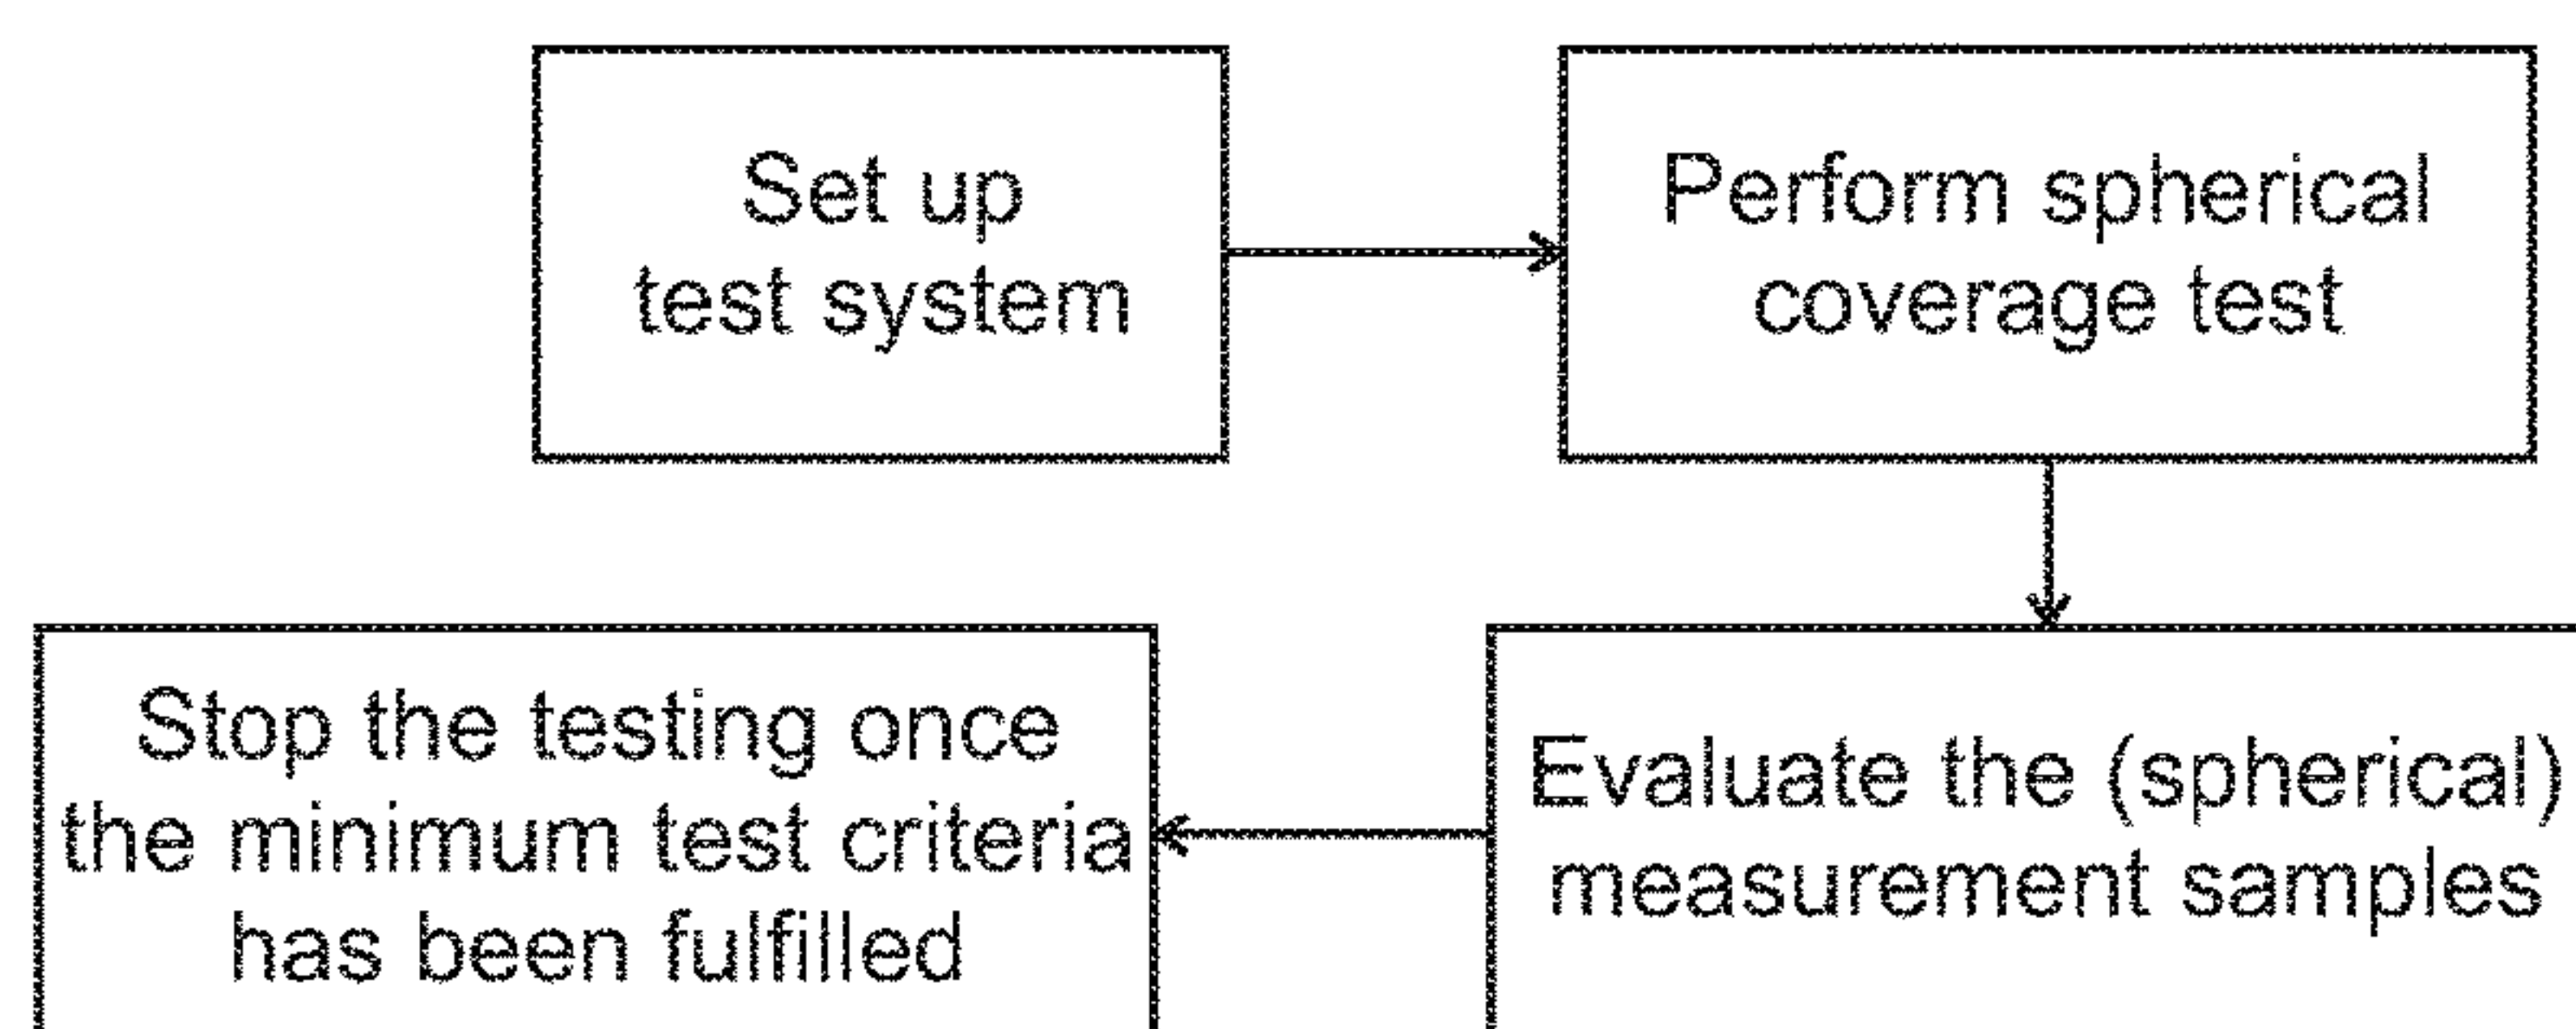 Set up
test system
Perform spherical
coverage test
Evaluate the (spherical)
measurement samples
Stop the testing once
the minimum test criteria
has been fulfilled